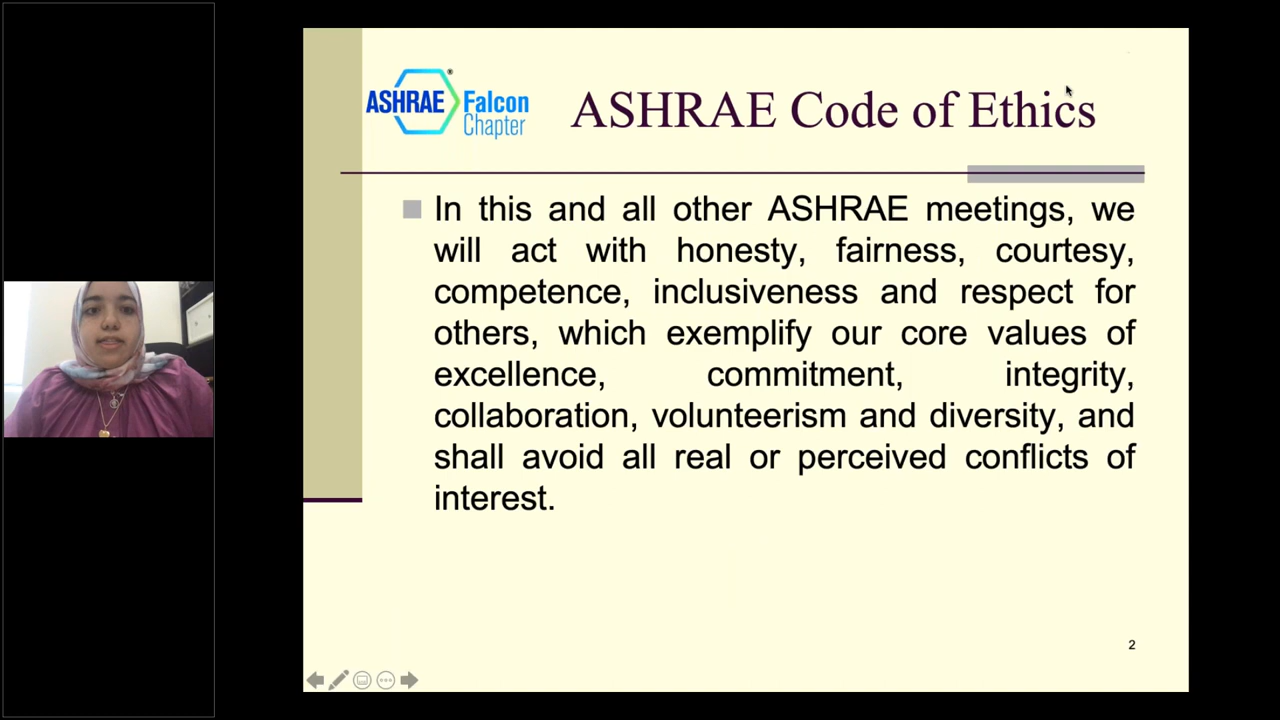 ASHRAE®
Falcon
Chapter
ASHRAE Code of Ethics
In this and all other ASHRAE meetings, we
will act with honesty, fairness, courtesy,
competence, inclusiveness and respect for
others, which exemplify our core values of
excellence, commitment, integrity,
collaboration, volunteerism and diversity, and
shall avoid all real or perceived conflicts of
interest.
2